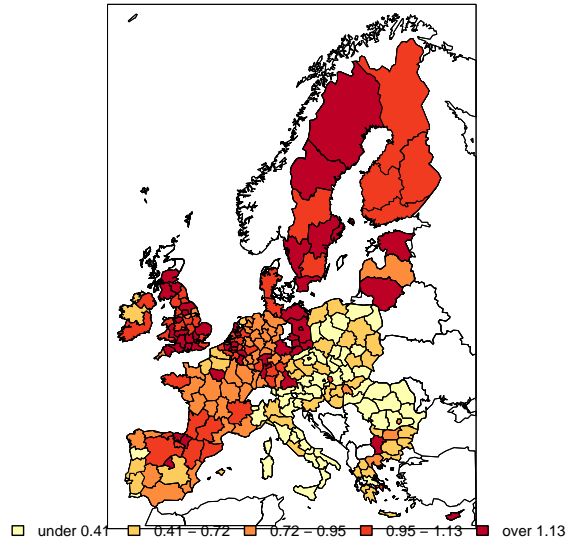 under 0.41 0.41 – 0.72 0.72 – 0.95 0.95 – 1.13 over 1.13